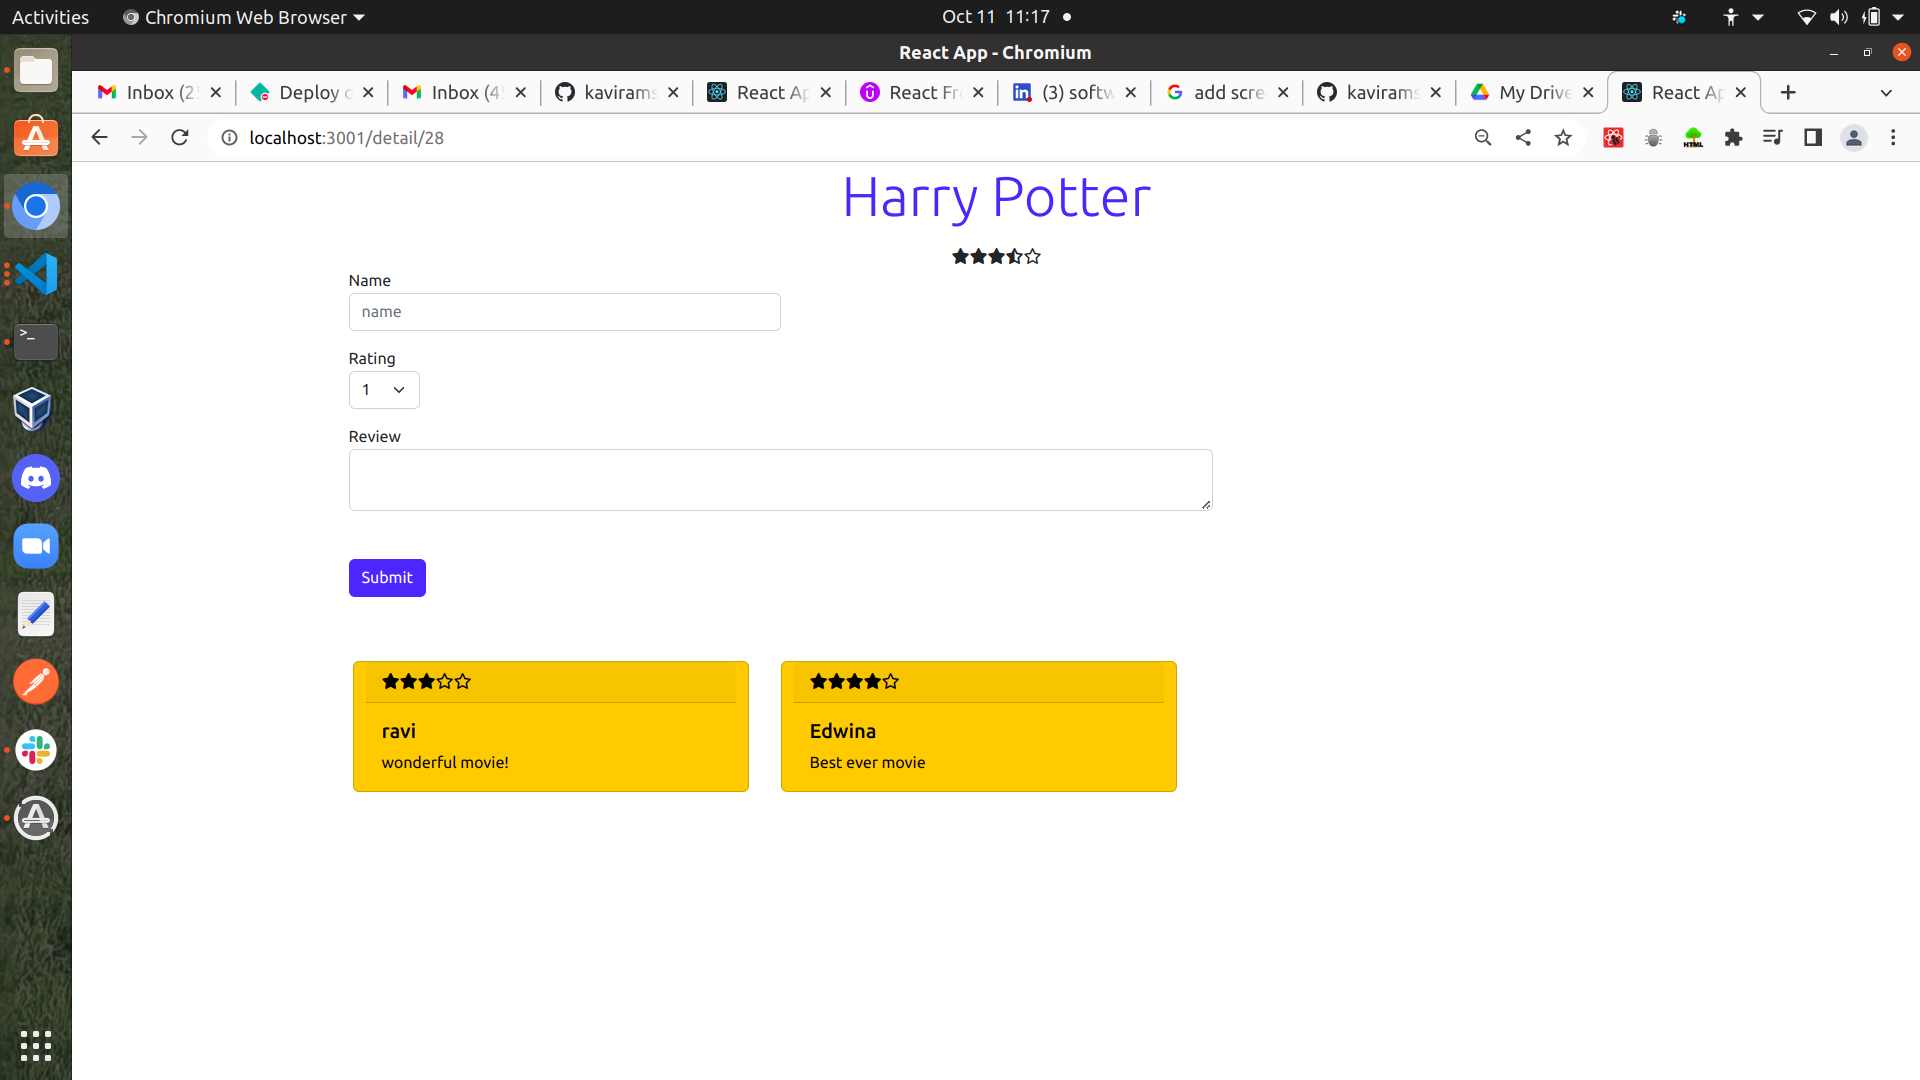 Activities Chromium Web Browser Oct 11 11:17
React App - Chromium
Inbox (25 Deploy Inbox (4 kavirams React Ap React Fr (3) softw add scre kavirams My Drive React Ap
localhost:3001/detail/28
HTML
Harry Potter
Name
name
Rating
1
Review
Submit
ravi
wonderful movie!
Edwina
Best ever movie